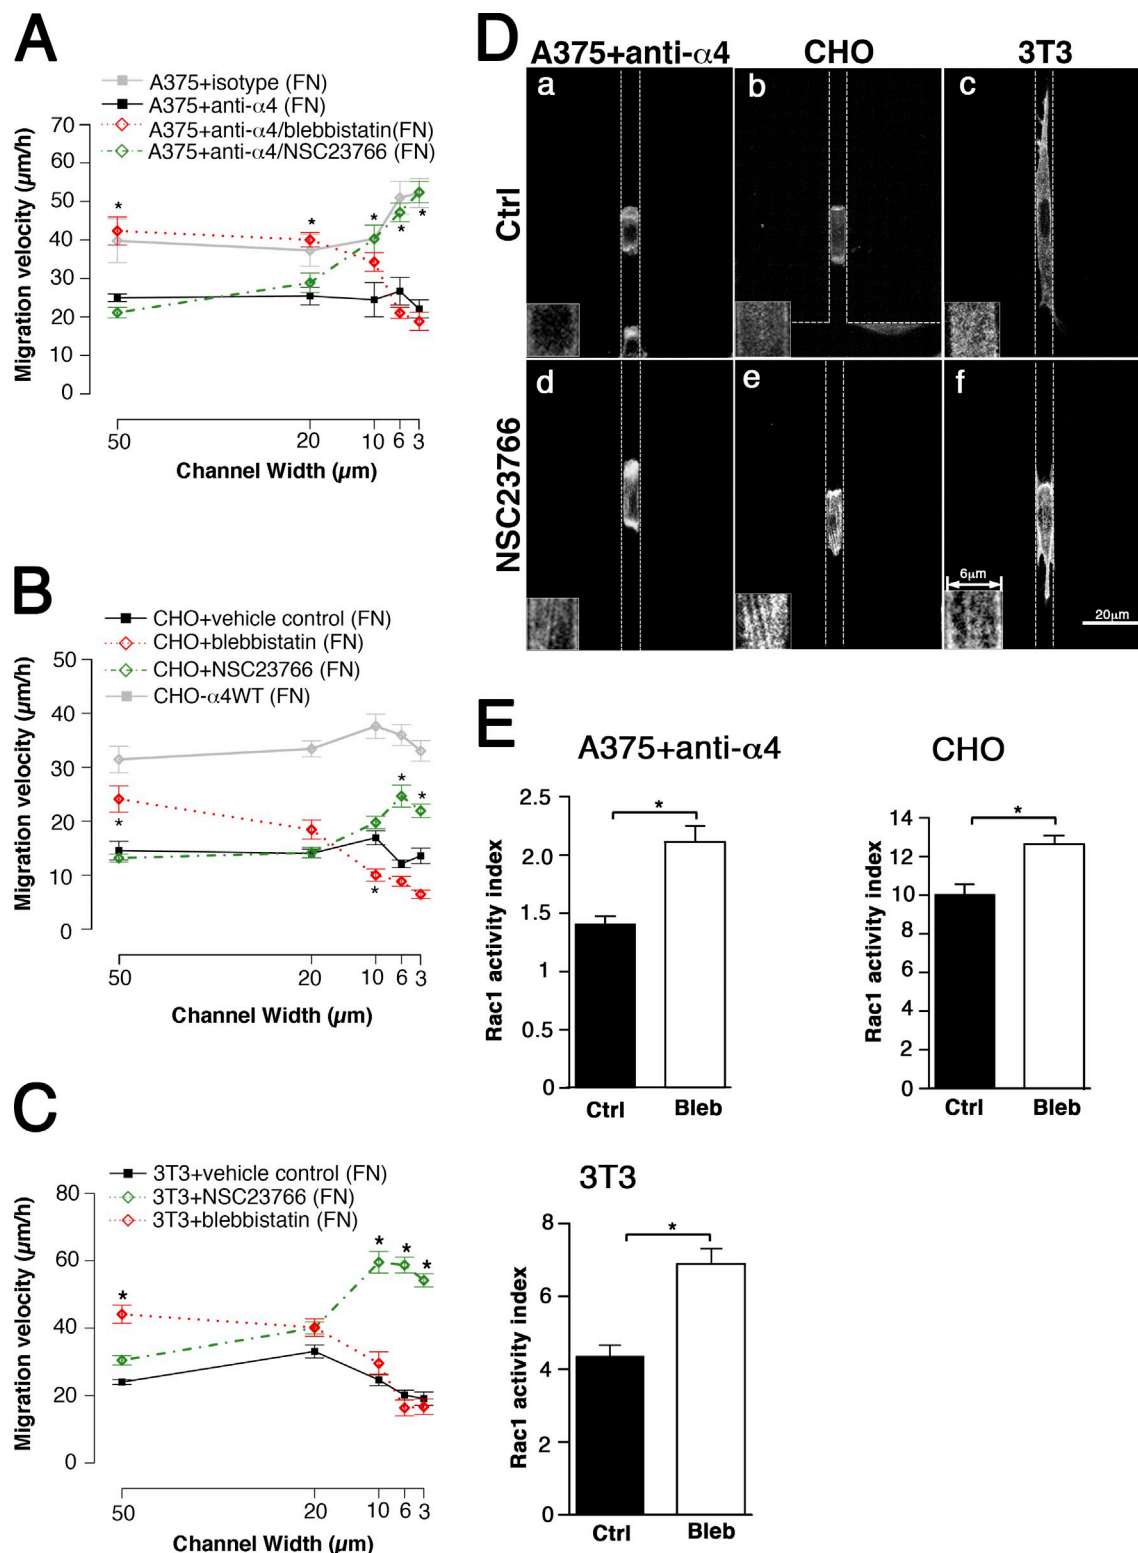 A
A375+isotype (FN)
A375+anti-α4 (FN)
A375+anti-α4/blebbistatin(FN)
A375+anti-α4/NSC23766 (FN)
Migration velocity (µm/h)
70
60
50
40
30
20
10
0
50 20 10 6 3
Channel Width (µm)
B
CHO+vehicle control (FN)
CHO+blebbistatin (FN)
CHO+NSC23766 (FN)
CHO-α4WT (FN)
Migration velocity (µm/h)
50
40
30
20
10
0
50 20 10 6 3
Channel Width (µm)
C
3T3+vehicle control (FN)
3T3+NSC23766 (FN)
3T3+blebbistatin (FN)
Migration velocity (µm/h)
80
60
40
20
0
50 20 10 6 3
Channel Width (µm)
D
A375+anti-α4 CHO 3T3
Ctrl
a b c
NSC23766
d e f
6µm
20µm
E
A375+anti-α4
Rac1 activity index
2.5
2.0
1.5
1
0.5
0
*
Ctrl Bleb
CHO
Rac1 activity index
14
12
10
8
6
4
2
0
*
Ctrl Bleb
3T3
Rac1 activity index
8
6
4
2
0
*
Ctrl Bleb